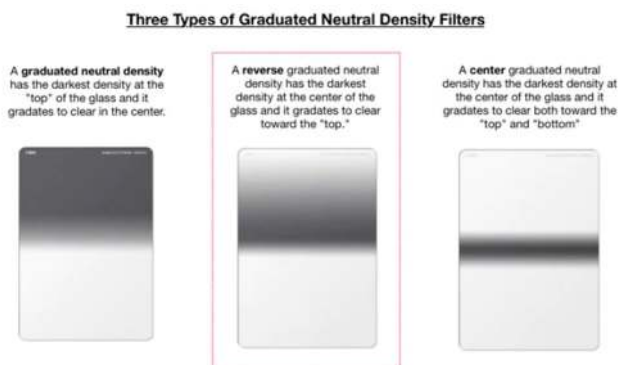 Three Types of Graduated Neutral Density Filters
A graduated neutral density
has the darkest density at the
"top" of the glass and it
gradates to clear in the center.
A reverse graduated neutral
density has the darkest
density at the center of the
glass and it gradates to clear
toward the "top."
A center graduated neutral
density has the darkest density at
the center of the glass and it
gradates to clear both toward the
"top" and "bottom"